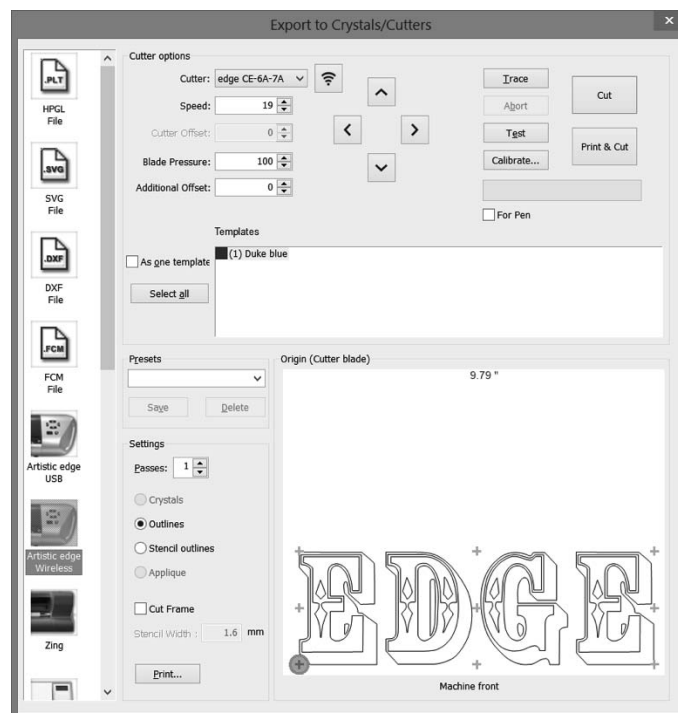 Export to Crystals/Cutters
×
.PLT
HPGL
File
.SVG
SVG
File
.DXF
DXF
File
.FCM
FCM
File
Artistic edge
USB
Artistic edge
Wireless
Zing
Cutter options
Cutter: edge CE-6A-7A
Speed: 19
Cutter Offset: 0
Blade Pressure: 100
Additional Offset: 0
Trace
Abort
Test
Calibrate...
Cut
Print & Cut
For Pen
Templates
As one template
Select all
(1) Duke blue
Presets
Save Delete
Settings
Passes: 1
Crystals
Outlines
Stencil outlines
Applique
Cut Frame
Stencil Width : 1.6 mm
Print...
Origin (Cutter blade)
9.79 "
EDGE
Machine front